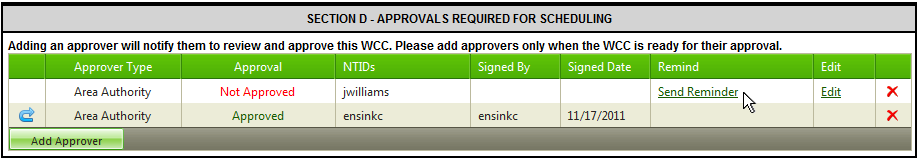 SECTION D - APPROVALS REQUIRED FOR SCHEDULING
Adding an approver will notify them to review and approve this WCC. Please add approvers only when the WCC is ready for their approval.
Approver Type Approval NTIDs Signed By Signed Date Remind Edit
Area Authority Not Approved jwilliams Send Reminder Edit
Area Authority Approved ensinkc ensinkc 11/17/2011
Add Approver